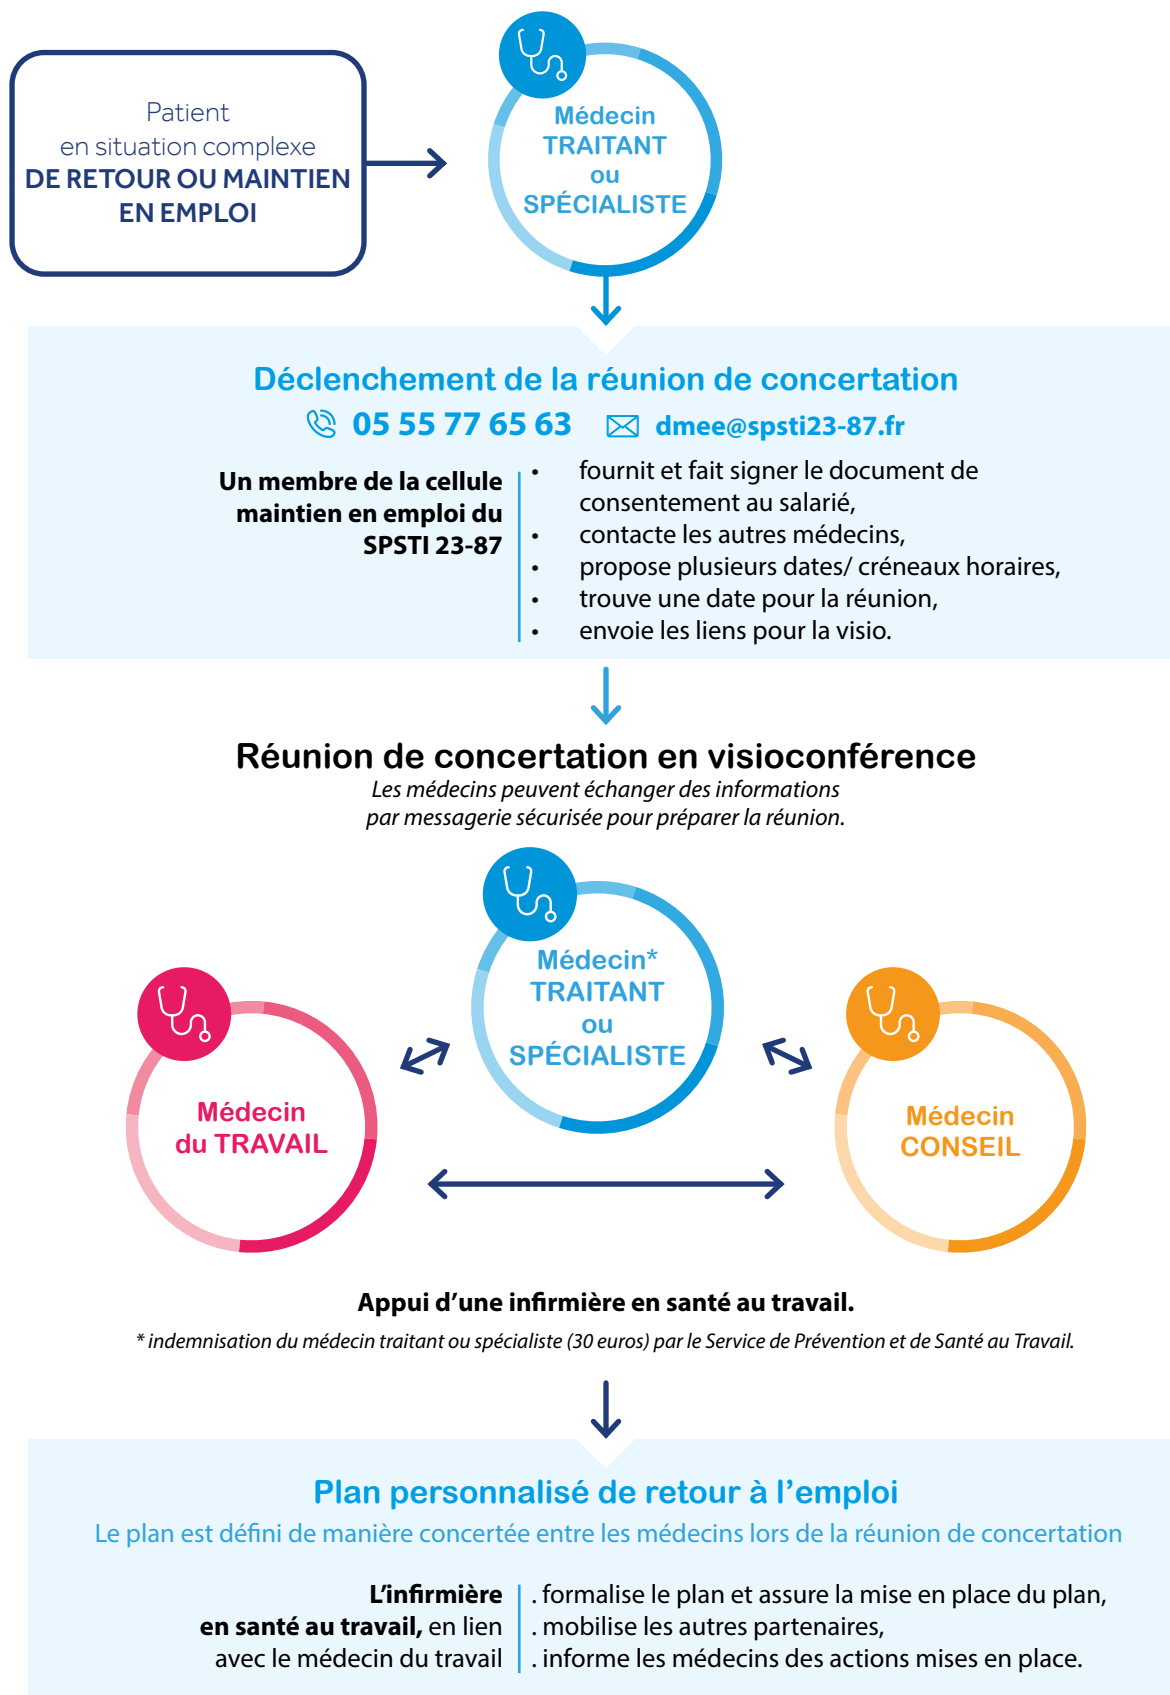 Patient
en situation complexe
DE RETOUR OU MAINTIEN
EN EMPLOI
Médecin
TRAITANT
ou
SPÉCIALISTE
Déclenchement de la réunion de concertation
05 55 77 65 63 dmee@spsti23-87.fr
Un membre de la cellule
maintien en emploi du
SPSTI 23-87
• fournit et fait signer le document de
consentement au salarié,
• contacte les autres médecins,
• propose plusieurs dates/ créneaux horaires,
• trouve une date pour la réunion,
• envoie les liens pour la visio.
Réunion de concertation en visioconférence
Les médecins peuvent échanger des informations
par messagerie sécurisée pour préparer la réunion.
Médecin*
TRAITANT
ou
SPÉCIALISTE
Médecin
du TRAVAIL
Médecin
CONSEIL
Appui d’une infirmière en santé au travail.
* indemnisation du médecin traitant ou spécialiste (30 euros) par le Service de Prévention et de Santé au Travail.
Plan personnalisé de retour à l’emploi
Le plan est défini de manière concertée entre les médecins lors de la réunion de concertation
L’infirmière
en santé au travail, en lien
avec le médecin du travail
. formalise le plan et assure la mise en place du plan,
. mobilise les autres partenaires,
. informe les médecins des actions mises en place.